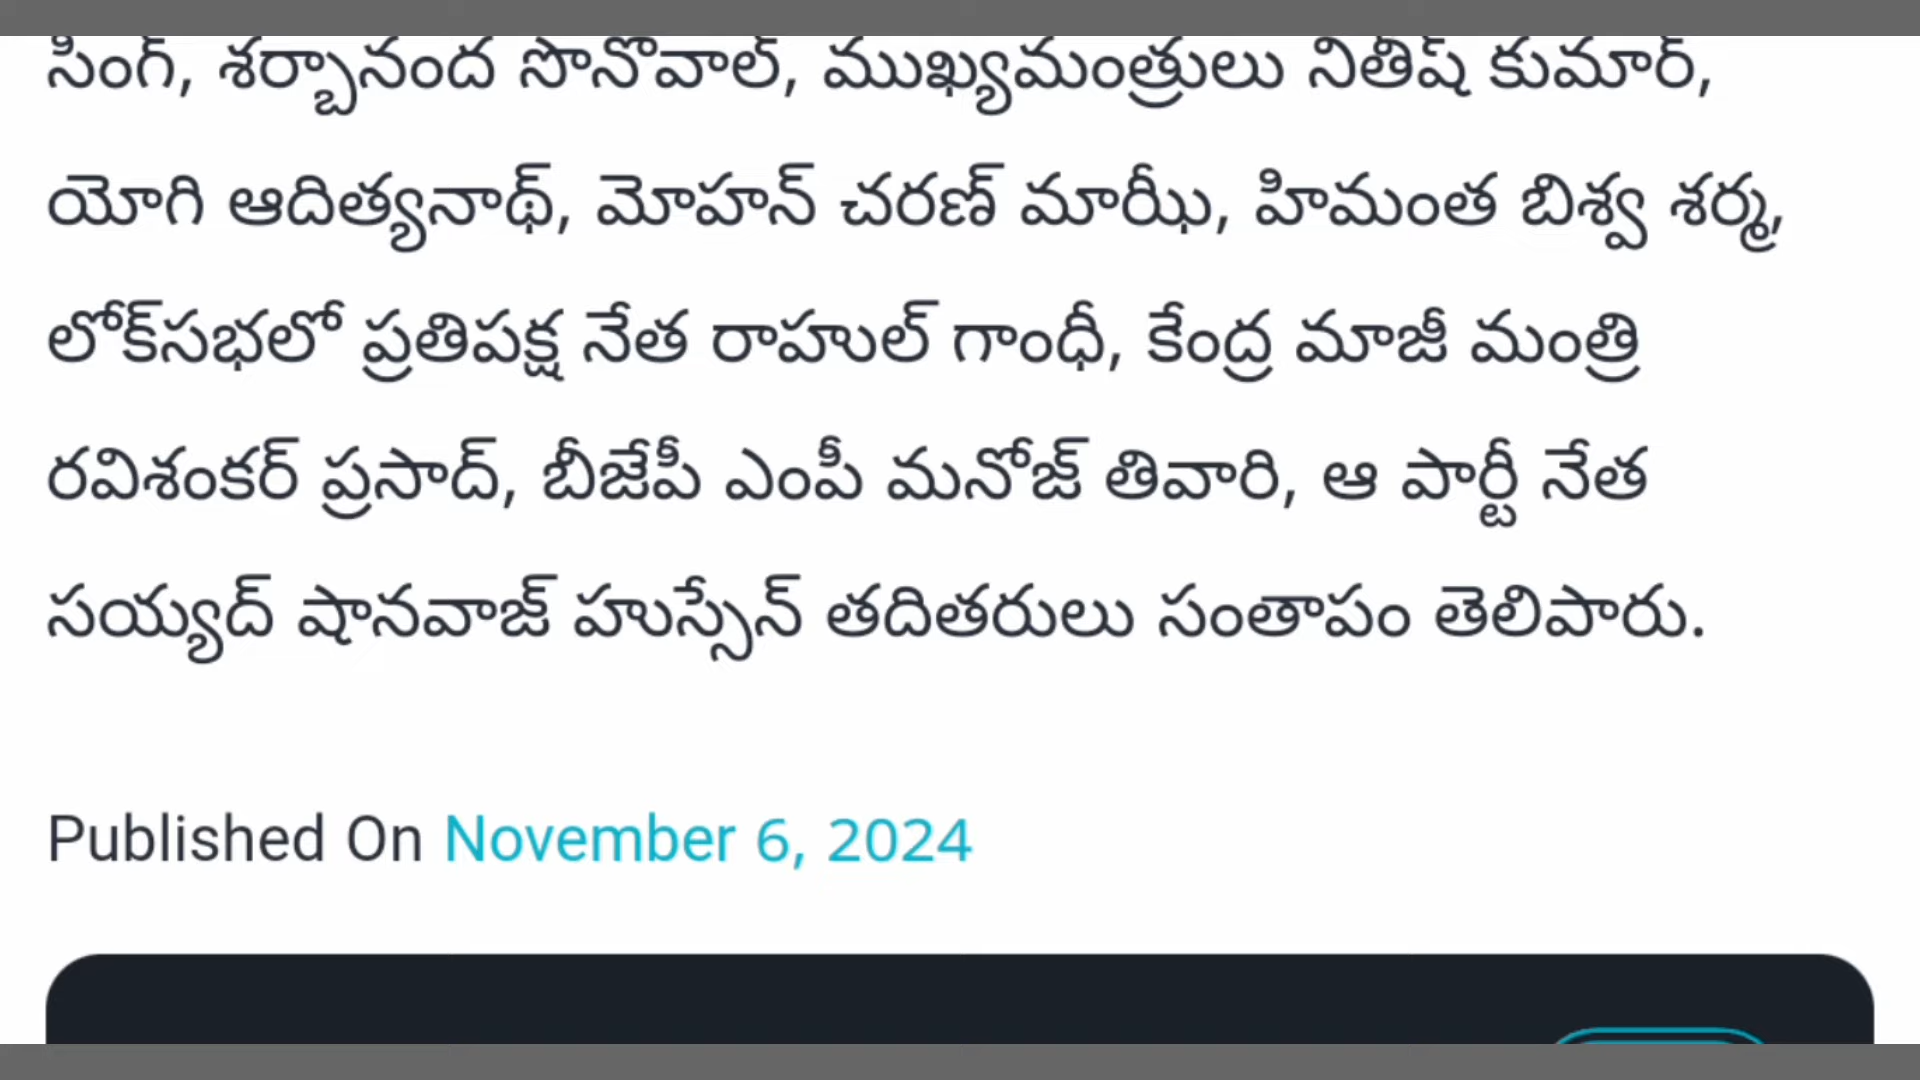 సింగ్, శర్బానంద సొనొవాల్, ముఖ్యమంత్రులు నితీష్ కుమార్,
యోగి ఆదిత్యనాథ్, మోహన్ చరణ్ మాఝీ, హిమంత బిశ్వ శర్మ,
లోక్‌సభలో ప్రతిపక్ష నేత రాహుల్ గాంధీ, కేంద్ర మాజీ మంత్రి
రవిశంకర్ ప్రసాద్, బీజేపీ ఎంపీ మనోజ్ తివారి, ఆ పార్టీ నేత
సయ్యద్ షానవాజ్ హుస్సేన్ తదితరులు సంతాపం తెలిపారు.
Published On November 6, 2024